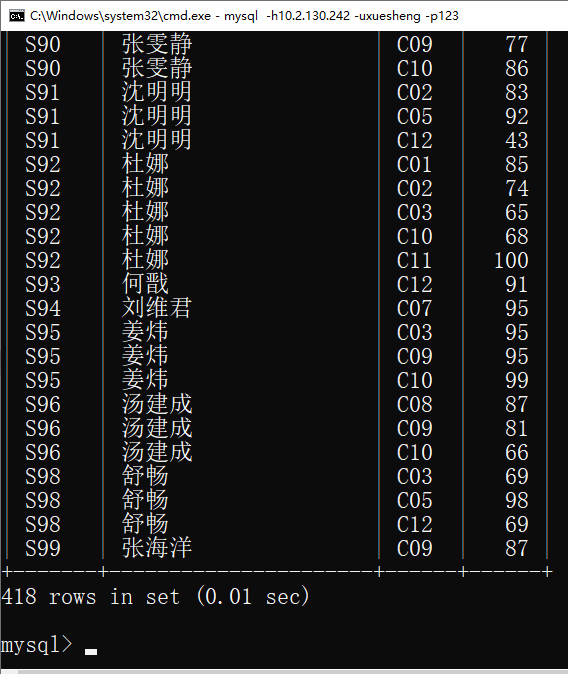 C:\Windows\system32\cmd.exe - mysql  -h10.2.130.242 -uxuesheng -p123
| S90 | 张雯静 | C09 | 77 |
| S90 | 张雯静 | C10 | 86 |
| S91 | 沈明明 | C02 | 83 |
| S91 | 沈明明 | C05 | 92 |
| S91 | 沈明明 | C12 | 43 |
| S92 | 杜娜 | C01 | 85 |
| S92 | 杜娜 | C02 | 74 |
| S92 | 杜娜 | C03 | 65 |
| S92 | 杜娜 | C10 | 68 |
| S92 | 杜娜 | C11 | 100 |
| S93 | 何戬 | C12 | 91 |
| S94 | 刘维君 | C07 | 95 |
| S95 | 姜炜 | C03 | 95 |
| S95 | 姜炜 | C09 | 95 |
| S95 | 姜炜 | C10 | 99 |
| S96 | 汤建成 | C08 | 87 |
| S96 | 汤建成 | C09 | 81 |
| S96 | 汤建成 | C10 | 66 |
| S98 | 舒畅 | C03 | 69 |
| S98 | 舒畅 | C05 | 98 |
| S98 | 舒畅 | C12 | 69 |
| S99 | 张海洋 | C09 | 87 |
418 rows in set (0.01 sec)
mysql>